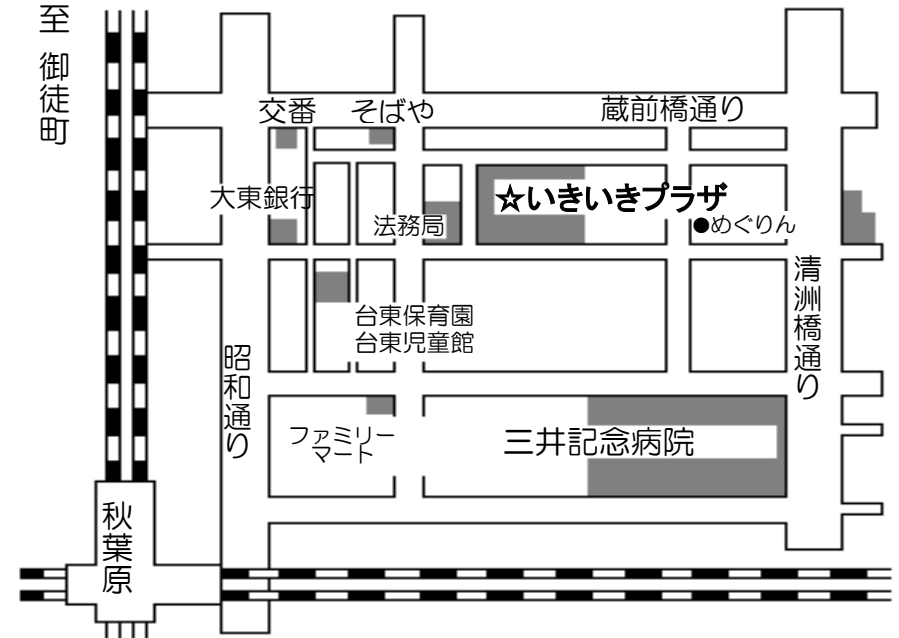 至 御徒町
交番
そばや
蔵前橋通り
大東銀行
☆いきいきプラザ
法務局
●めぐりん
清洲橋通り
台東保育園
台東児童館
昭和通り
ファミリー
マート
三井記念病院
秋葉原